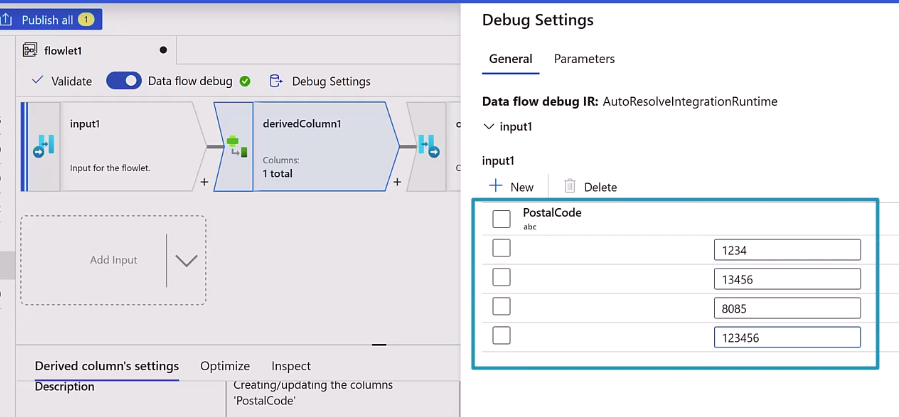 Publish all 1
flowlet1
Validate Data flow debug Debug Settings
input1
Input for the flowlet.
+
derivedColumn1
Columns:
1 total
+
Add Input
Derived column's settings Optimize Inspect
Description
Creating/updating the columns
'PostalCode'
Debug Settings
General Parameters
Data flow debug IR: AutoResolveIntegrationRuntime
input1
input1
New Delete
PostalCode
abc
1234
13456
8085
123456